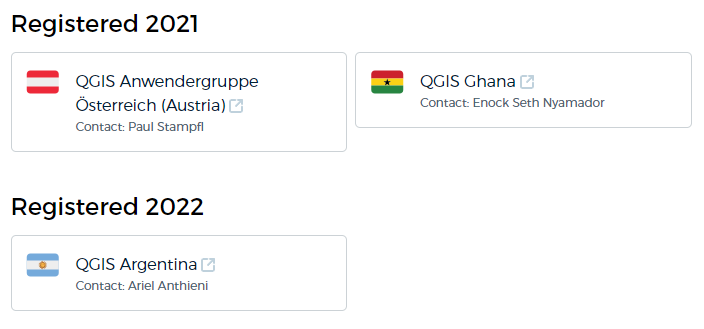 Registered 2021
QGIS Anwendergruppe
Österreich (Austria)
Contact: Paul Stampfl
QGIS Ghana
Contact: Enock Seth Nyamador
Registered 2022
QGIS Argentina
Contact: Ariel Anthieni